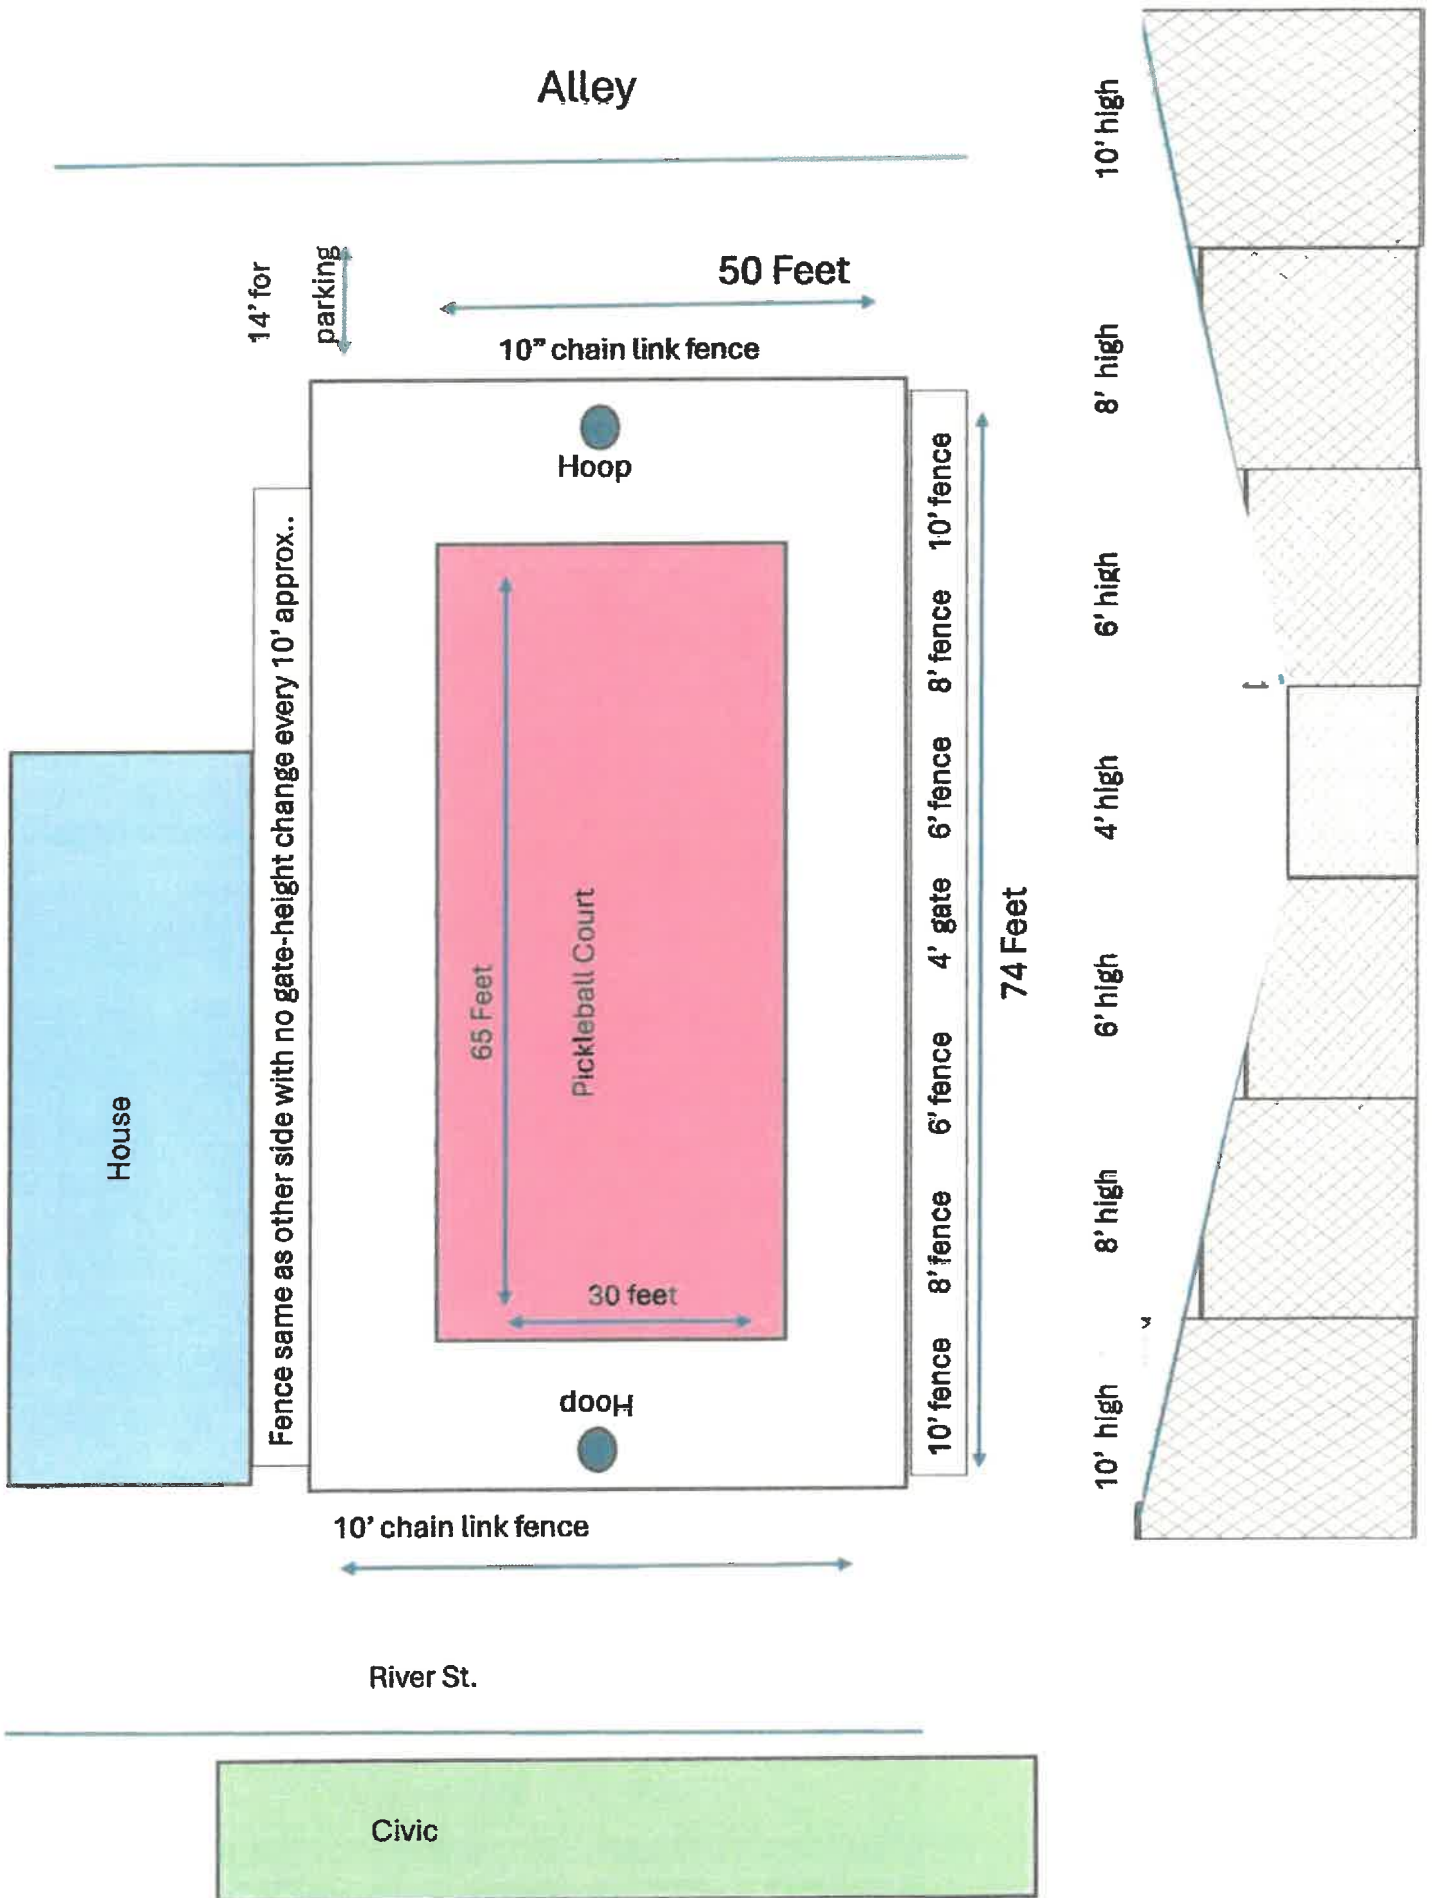 Alley
14’ for
parking
50 Feet
10” chain link fence
Hoop
Fence same as other side with no gate-height change every 10’ approx..
House
65 Feet
Pickleball Court
30 feet
10’ fence 8’ fence 6’ fence 4’ gate 6’ fence 8’ fence 10’ fence
74 Feet
10’ high 8’ high 6’ high 4’ high 6’ high 8’ high 10’ high
Hoop
10’ chain link fence
River St.
Civic